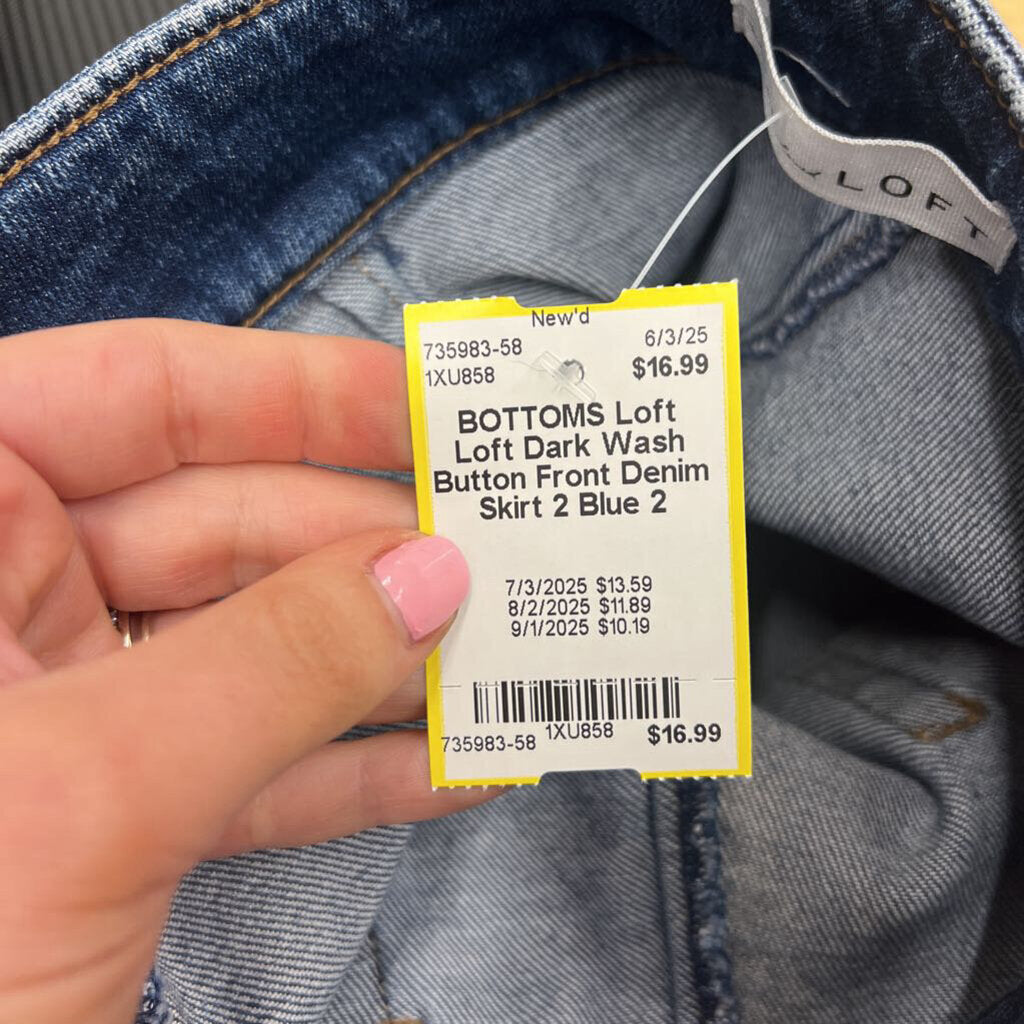 LOFT
New'd
735983-58 6/3/25
1XU858 $16.99
BOTTOMS Loft
Loft Dark Wash
Button Front Denim
Skirt 2 Blue 2
7/3/2025 $13.59
8/2/2025 $11.89
9/1/2025 $10.19
735983-58 1XU858 $16.99